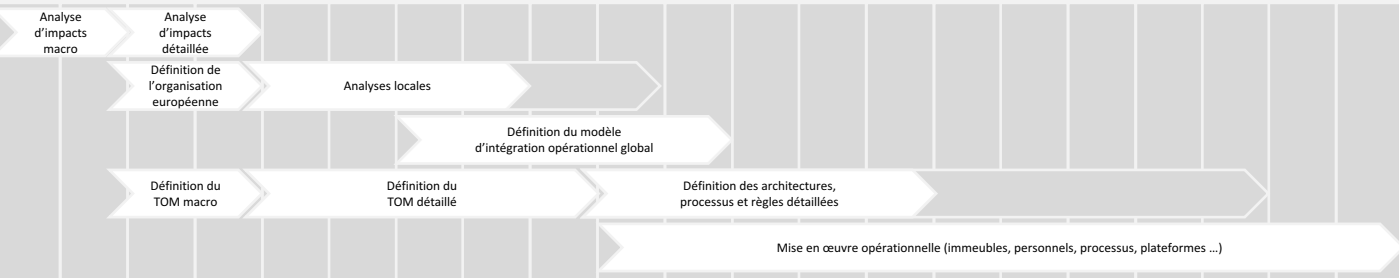 Analyse
d'impacts
macro
Analyse
d'impacts
détaillée
Définition de
l'organisation
européenne
Analyses locales
Définition du modèle
d'intégration opérationnel global
Définition du
TOM macro
Définition du
TOM détaillé
Définition des architectures,
processus et règles détaillées
Mise en œuvre opérationnelle (immeubles, personnels, processus, plateformes …)